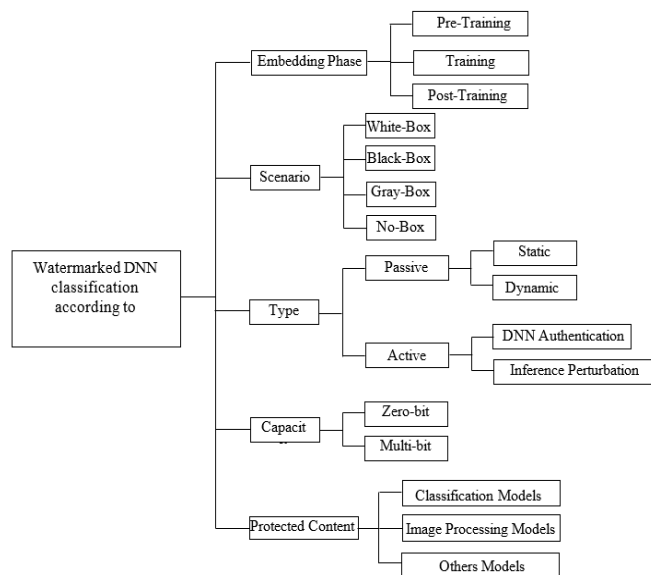 Watermarked DNN
classification
according to
Embedding Phase
Pre-Training
Training
Post-Training
Scenario
White-Box
Black-Box
Gray-Box
No-Box
Type
Passive
Static
Dynamic
Active
DNN Authentication
Inference Perturbation
Capacit
Zero-bit
Multi-bit
Protected Content
Classification Models
Image Processing Models
Others Models